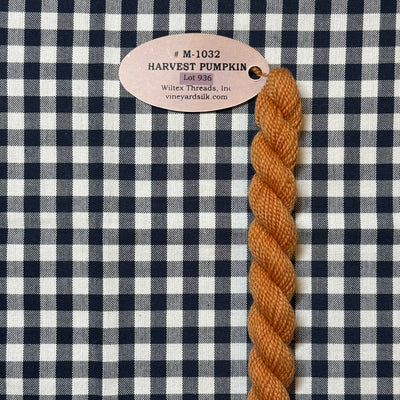 # M-1032
HARVEST PUMPKIN
Lot 936
Wiltex Threads, Inc.
vineyardsilk.com